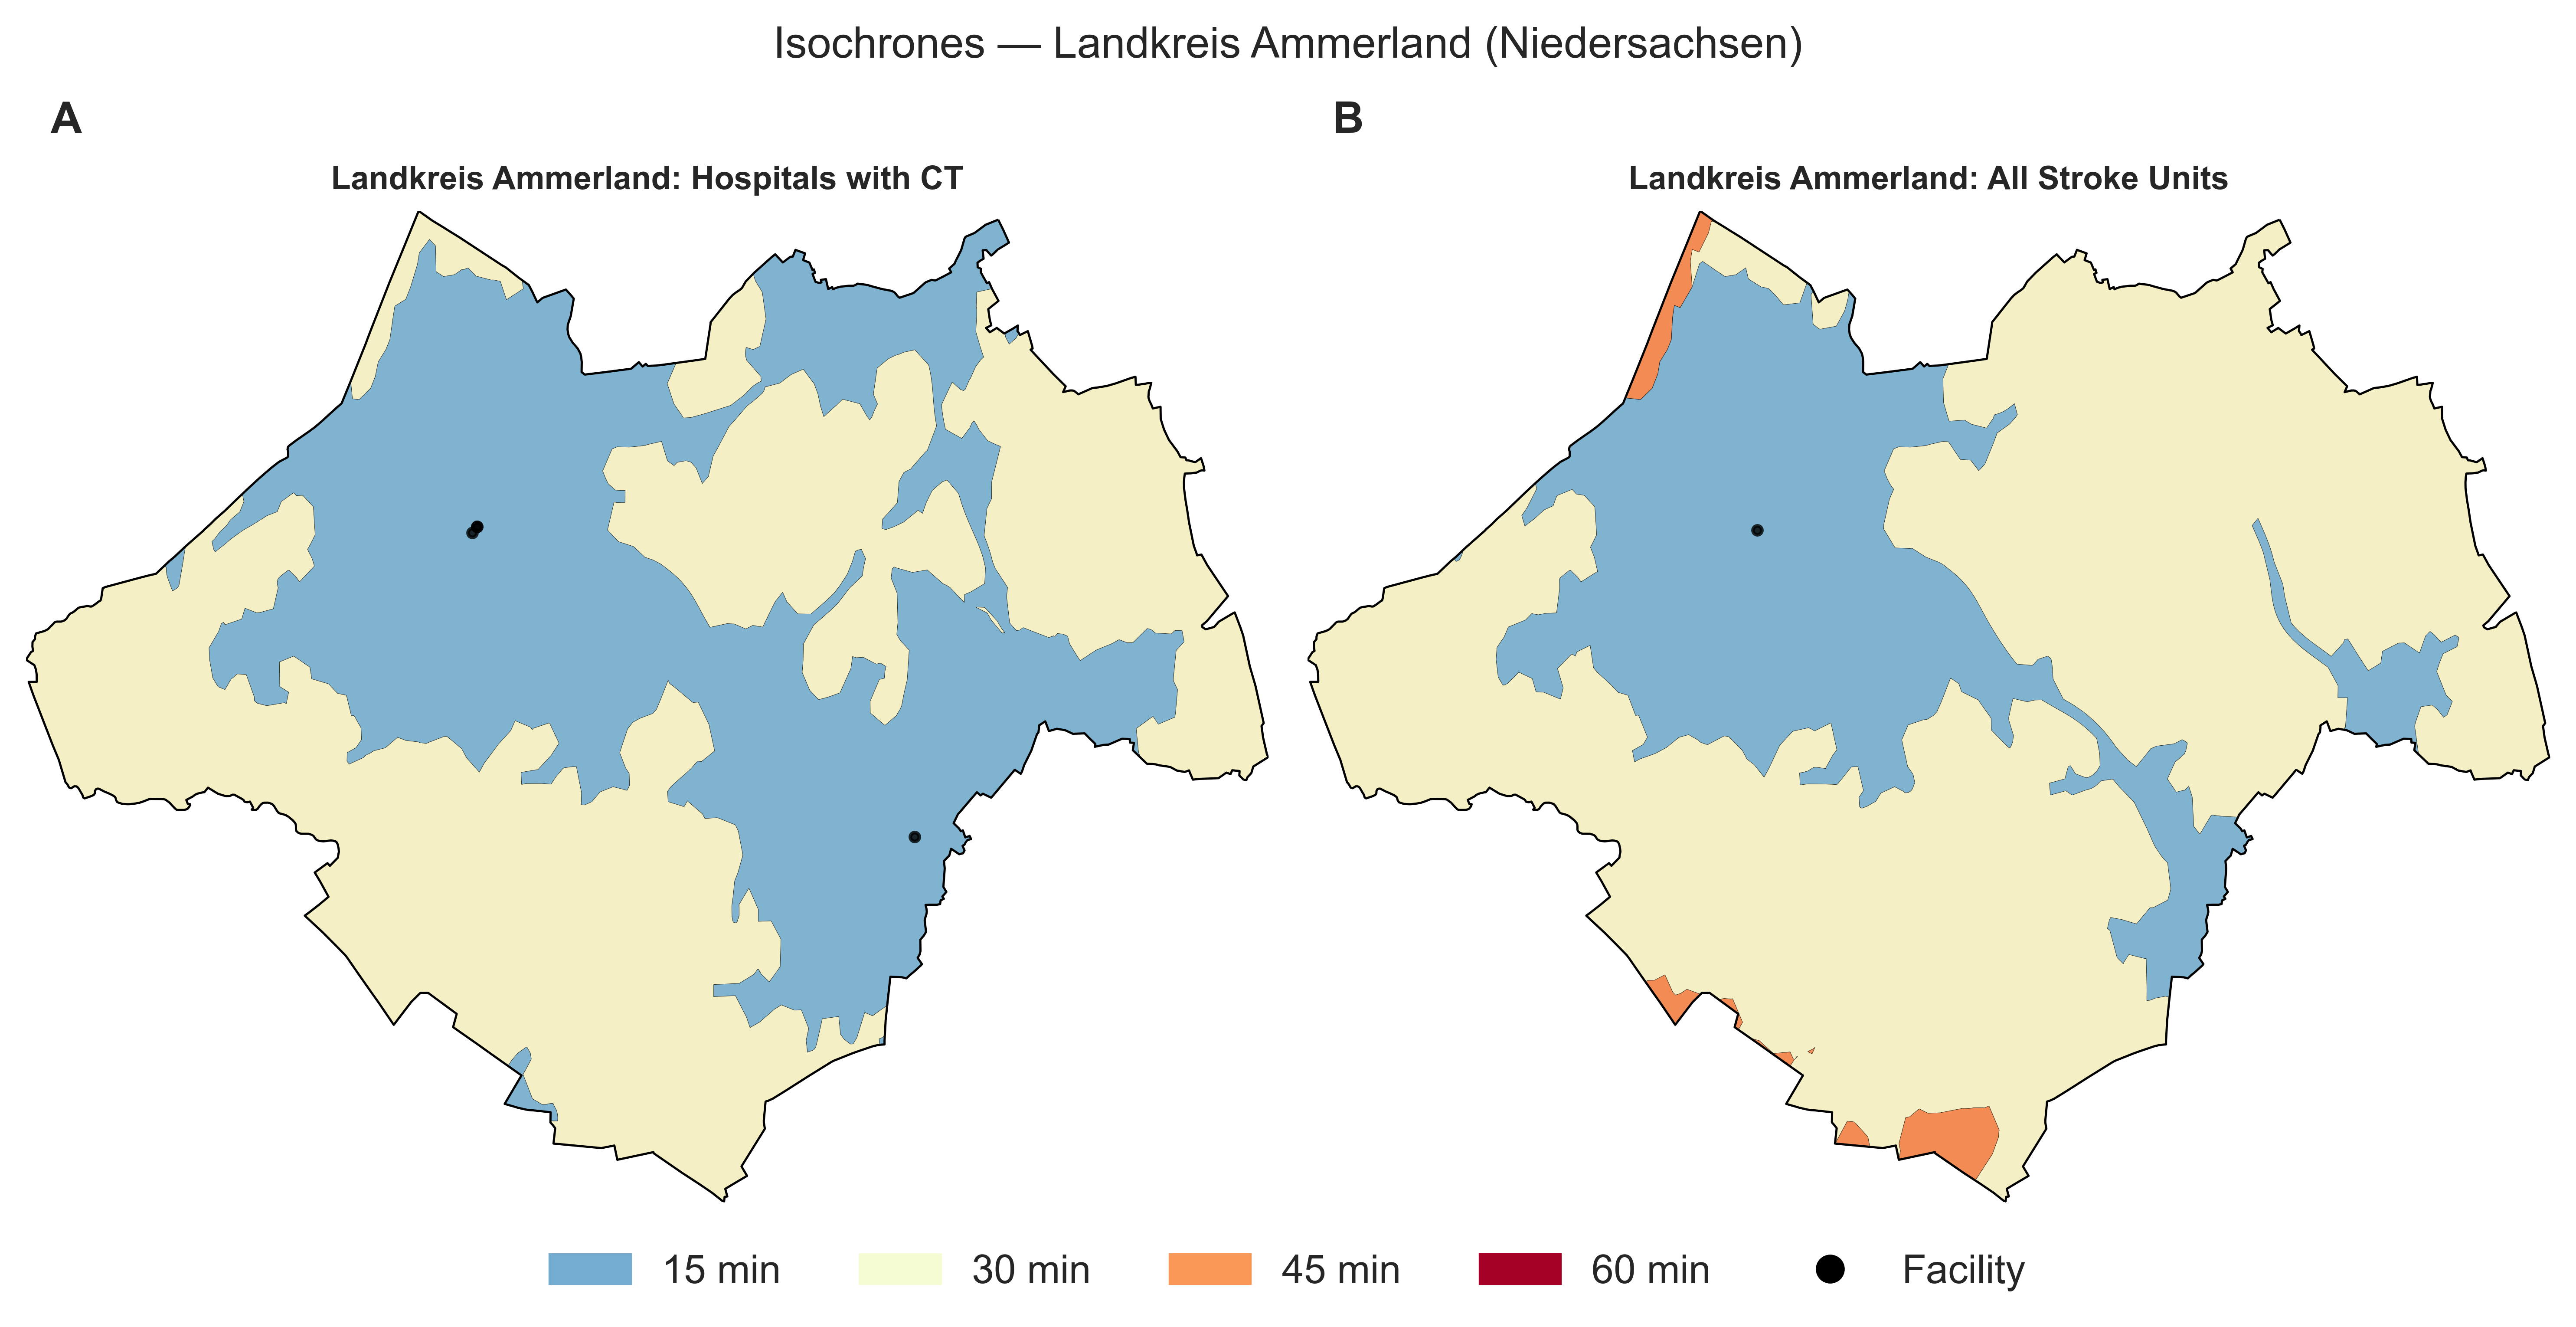 Isochrones — Landkreis Ammerland (Niedersachsen)
A
B
Landkreis Ammerland: Hospitals with CT
Landkreis Ammerland: All Stroke Units
15 min
30 min
45 min
60 min
Facility